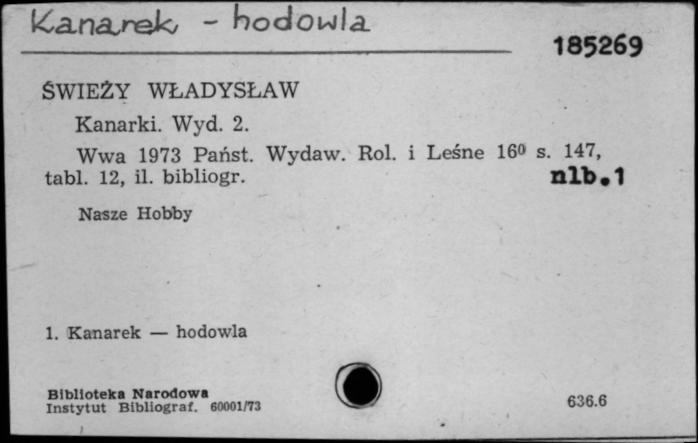 Kanarek - hodowla
185269
ŚWIEŻY WŁADYSŁAW
Kanarki. Wyd. 2.
Wwa 1973 Państ. Wydaw. Rol. i Leśne 16⁰ s. 147,
tabl. 12, il. bibliogr. nlb.1
Nasze Hobby
1. Kanarek — hodowla
Biblioteka Narodowa
Instytut Bibliograf. 60001/73
636.6